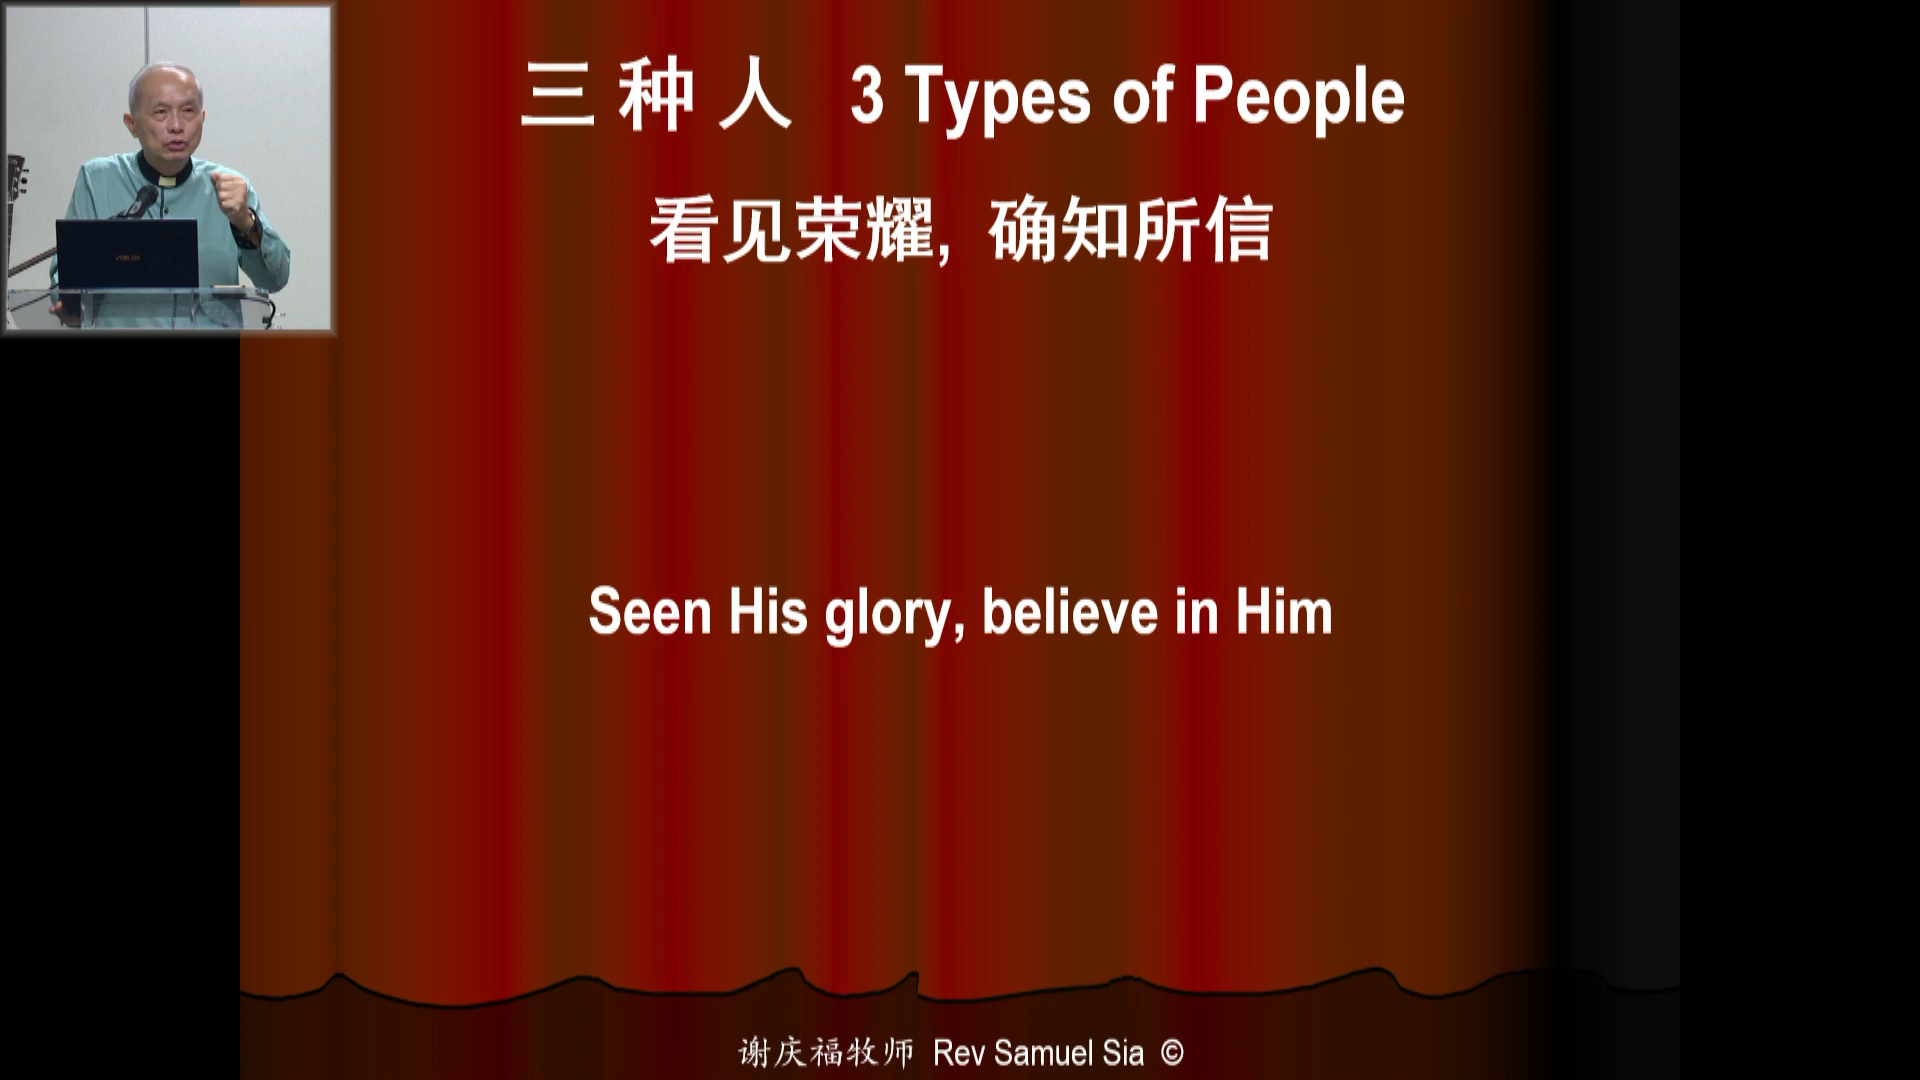 三种人 3 Types of People
看见荣耀, 确知所信
Seen His glory, believe in Him
谢庆福牧师 Rev Samuel Sia ©